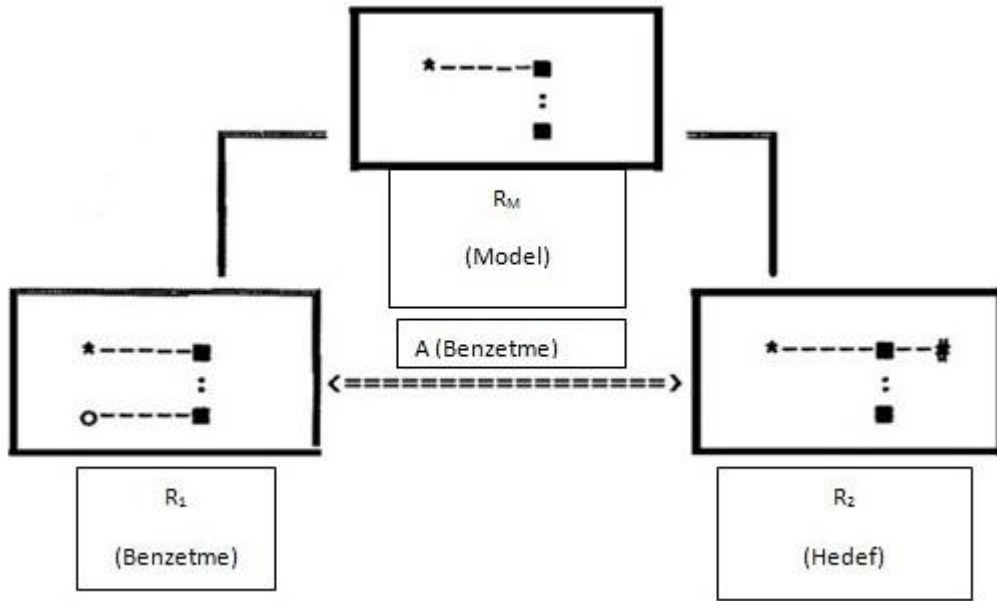 *------■
:
■
R_M
(Model)
A (Benzetme)
*------■
:
o------■
<===================>
*------■--#
:
■
R₁
(Benzetme)
R₂
(Hedef)